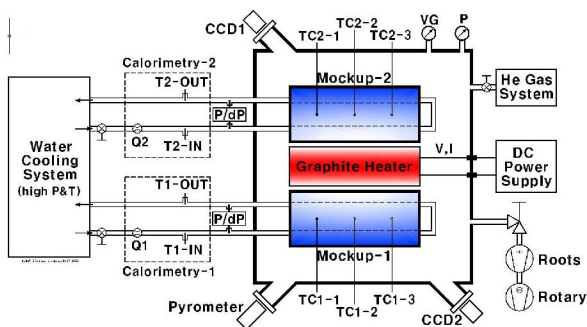 CCD1
TC2-1
TC2-2
TC2-3
VG
P
Calorimetry-2
T2-OUT
Mockup-2
P/dP
He Gas
System
Water
Cooling
System
(high P&T)
Q2
T2-IN
Graphite Heater
V,I
DC
Power
Supply
T1-OUT
P/dP
Q1
T1-IN
Mockup-1
Calorimetry-1
Roots
Rotary
Pyrometer
TC1-1
TC1-2
TC1-3
CCD2